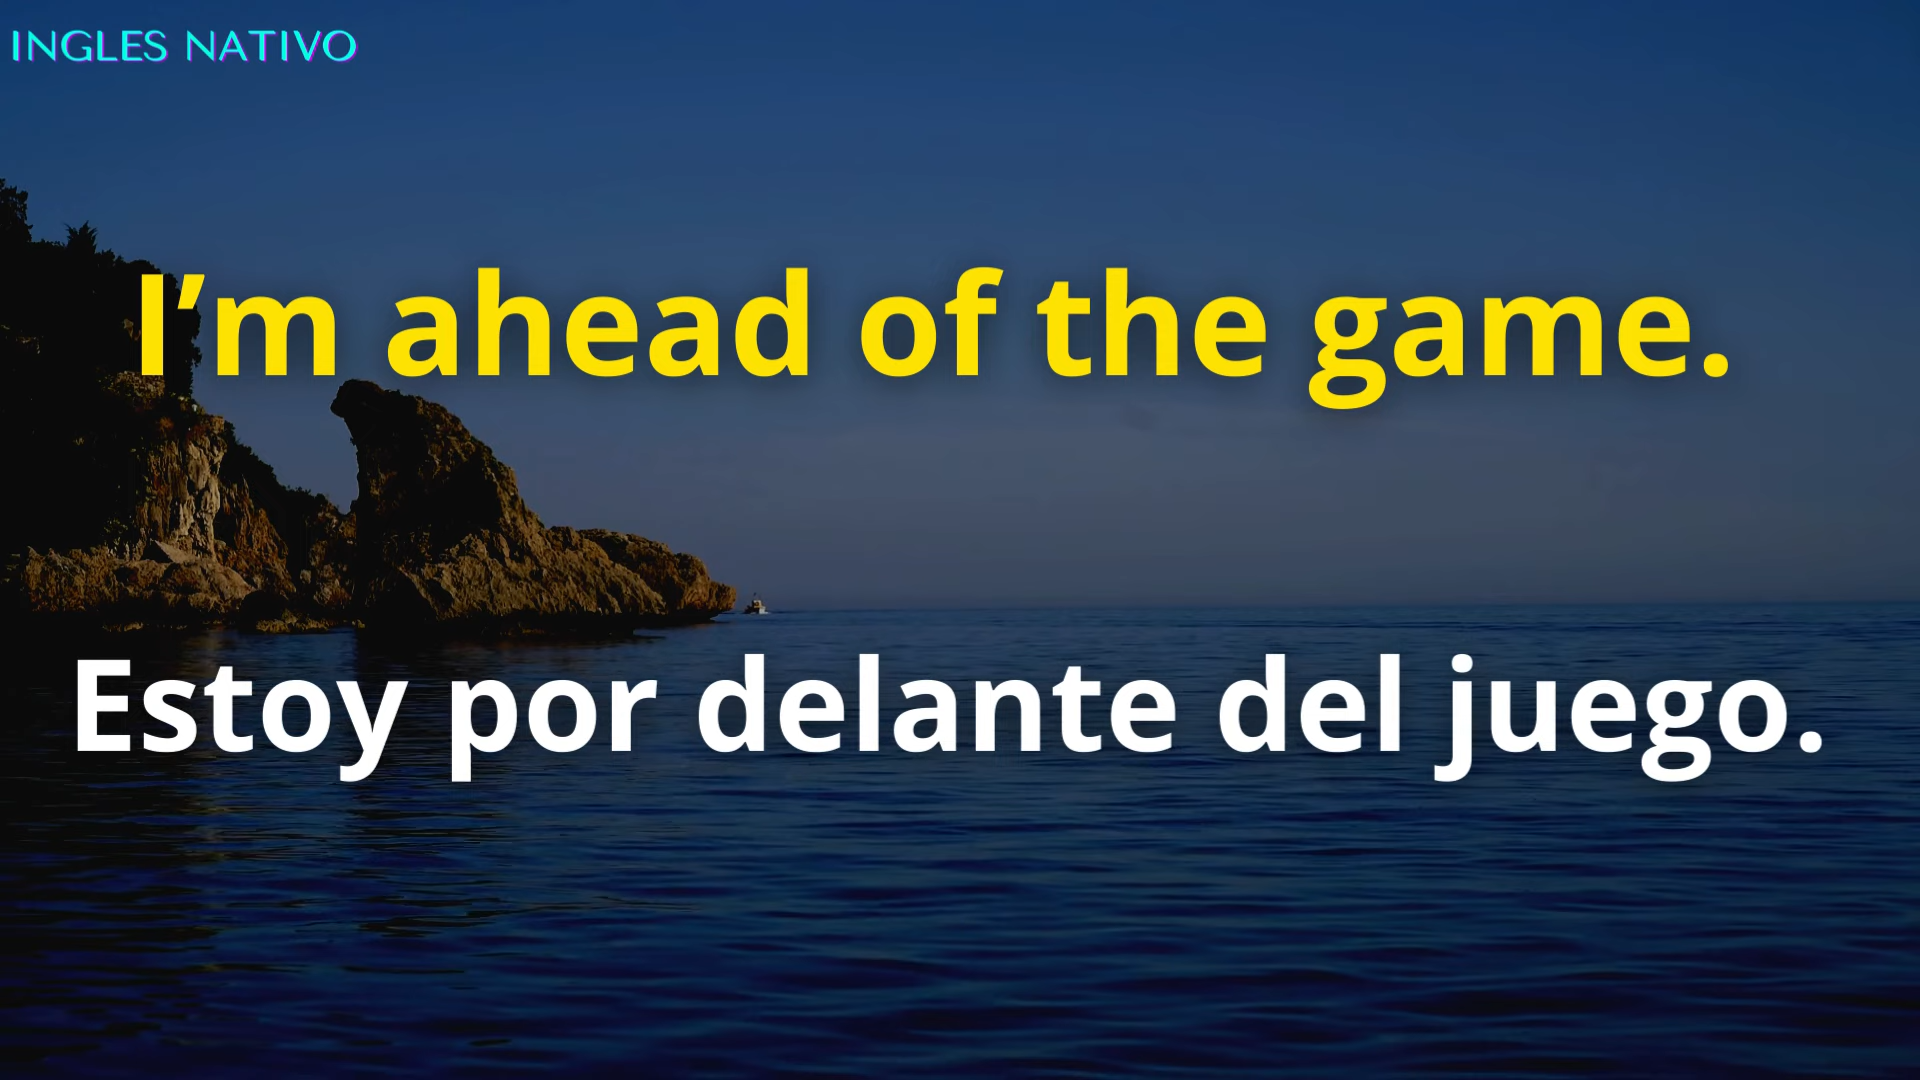 INGLES NATIVO
I’m ahead of the game.
Estoy por delante del juego.